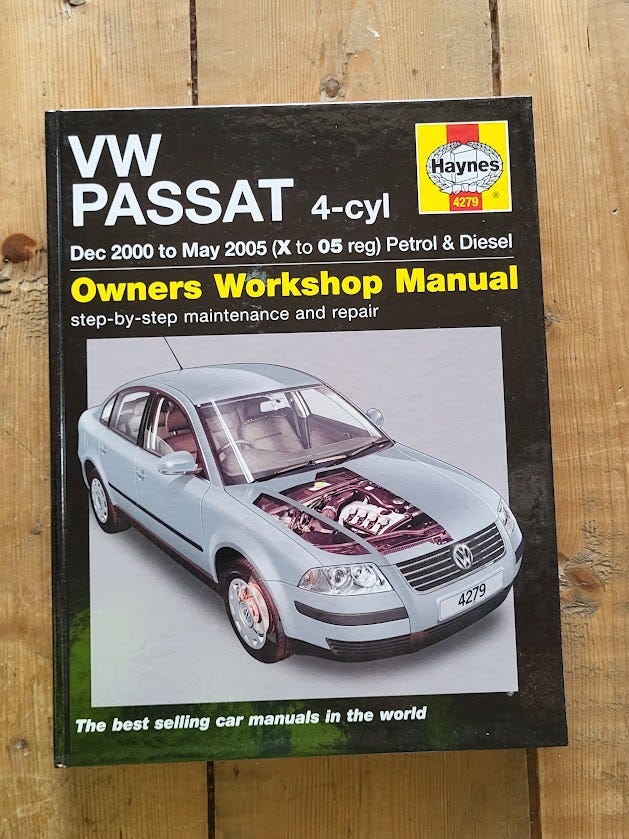 VW
PASSAT 4-cyl
Haynes
4279
®
Dec 2000 to May 2005 (X to 05 reg) Petrol & Diesel
Owners Workshop Manual
step-by-step maintenance and repair
4279
The best selling car manuals in the world